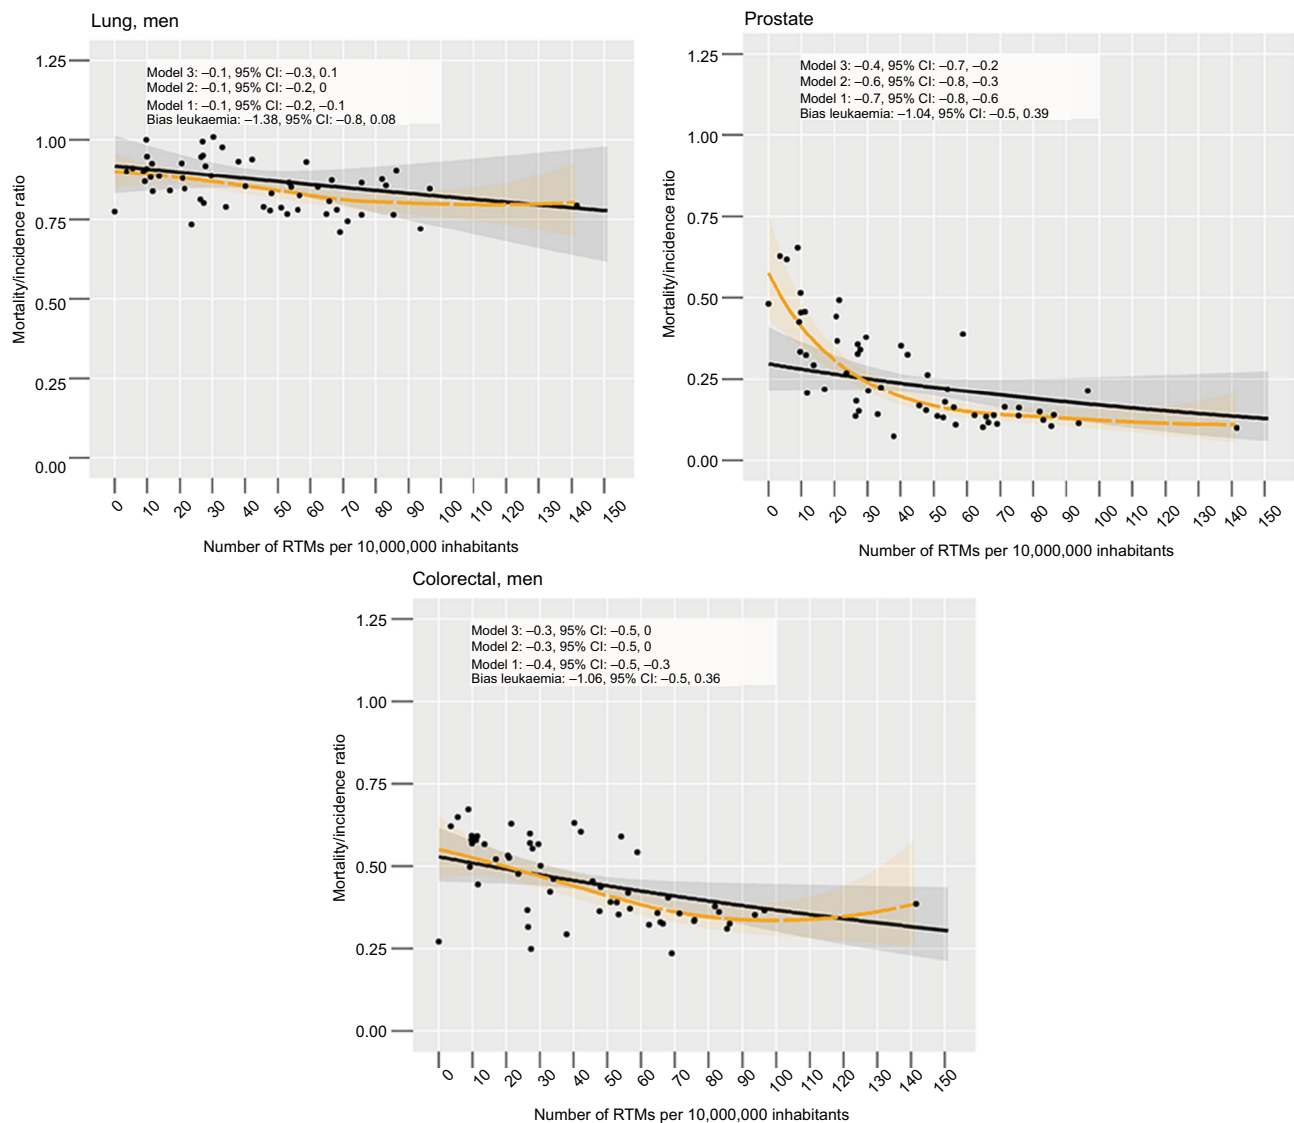 Lung, men
Model 3: –0.1, 95% CI: –0.3, 0.1
Model 2: –0.1, 95% CI: –0.2, 0
Model 1: –0.1, 95% CI: –0.2, –0.1
Bias leukaemia: –1.38, 95% CI: –0.8, 0.08
1.25
1.00
0.75
0.50
0.25
0.00
Mortality/incidence ratio
0 10 20 30 40 50 60 70 80 90 100 110 120 130 140 150
Number of RTMs per 10,000,000 inhabitants
Prostate
Model 3: –0.4, 95% CI: –0.7, –0.2
Model 2: –0.6, 95% CI: –0.8, –0.3
Model 1: –0.7, 95% CI: –0.8, –0.6
Bias leukaemia: –1.04, 95% CI: –0.5, 0.39
1.25
1.00
0.75
0.50
0.25
0.00
Mortality/incidence ratio
0 10 20 30 40 50 60 70 80 90 100 110 120 130 140 150
Number of RTMs per 10,000,000 inhabitants
Colorectal, men
Model 3: –0.3, 95% CI: –0.5, 0
Model 2: –0.3, 95% CI: –0.5, 0
Model 1: –0.4, 95% CI: –0.5, –0.3
Bias leukaemia: –1.06, 95% CI: –0.5, 0.36
1.25
1.00
0.75
0.50
0.25
0.00
Mortality/incidence ratio
0 10 20 30 40 50 60 70 80 90 100 110 120 130 140 150
Number of RTMs per 10,000,000 inhabitants